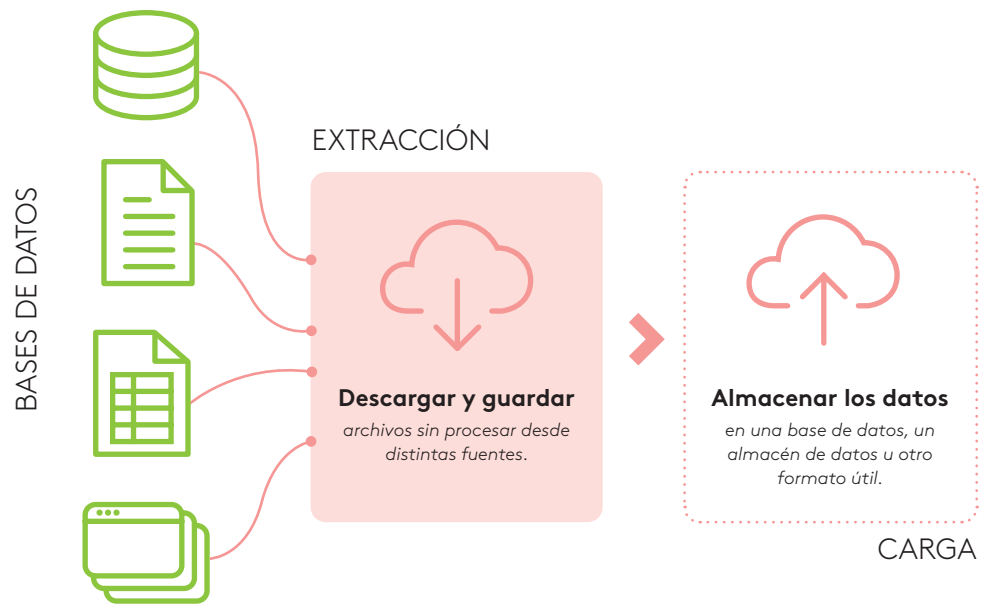 BASES DE DATOS
EXTRACCIÓN
Descargar y guardar
archivos sin procesar desde
distintas fuentes.
Almacenar los datos
en una base de datos, un
almacén de datos u otro
formato útil.
CARGA